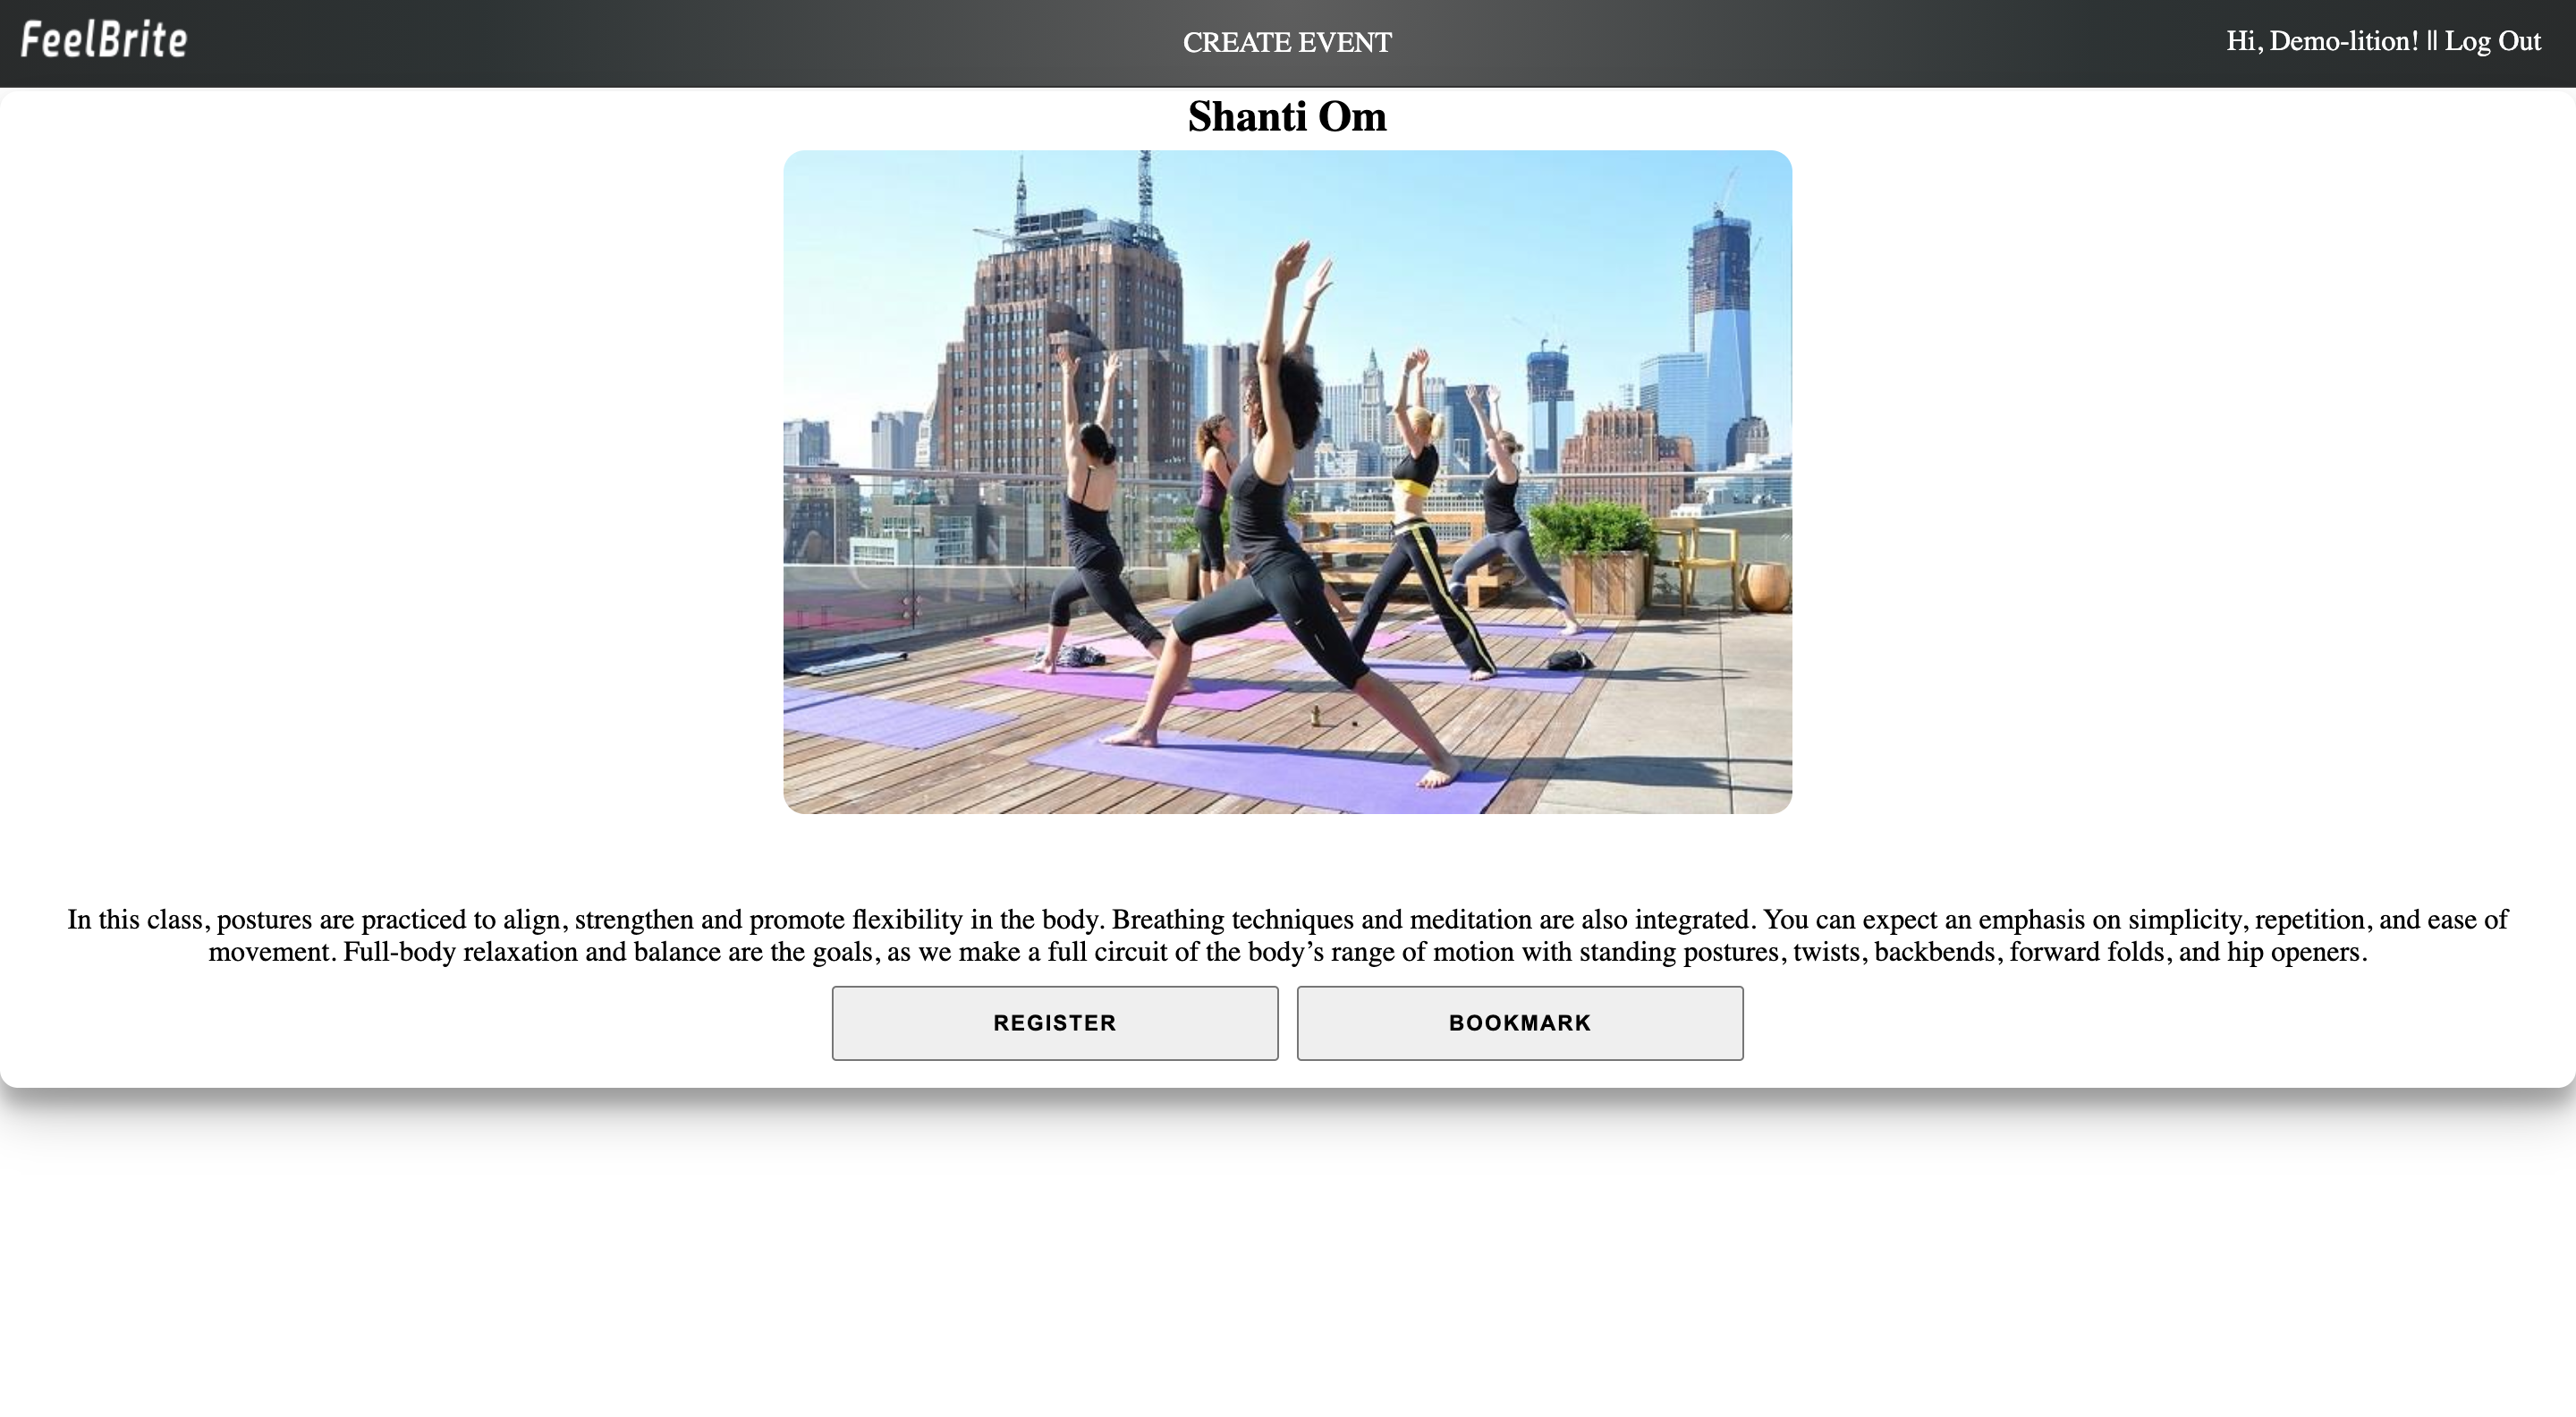 FeelBrite
CREATE EVENT
Hi, Demo-lition! || Log Out
Shanti Om
In this class, postures are practiced to align, strengthen and promote flexibility in the body. Breathing techniques and meditation are also integrated. You can expect an emphasis on simplicity, repetition, and ease of
movement. Full-body relaxation and balance are the goals, as we make a full circuit of the body’s range of motion with standing postures, twists, backbends, forward folds, and hip openers.
REGISTER
BOOKMARK